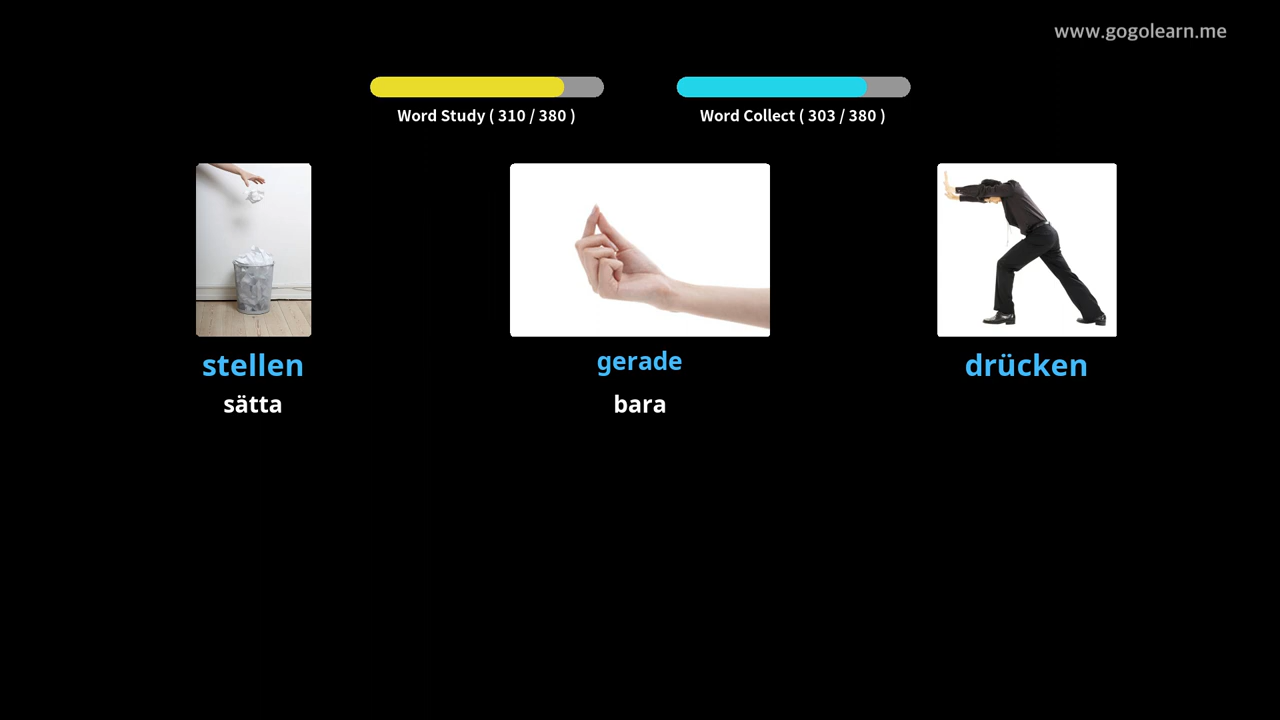 www.gogolearn.me
Word Study ( 310 / 380 )
Word Collect ( 303 / 380 )
stellen
gerade
drücken
sätta
bara